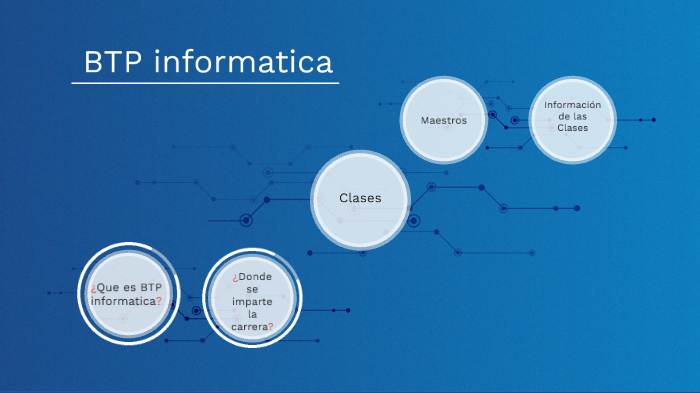 BTP informatica
Maestros
Información
de las
Clases
Clases
¿Que es BTP
informatica?
¿Donde
se
imparte
la
carrera?